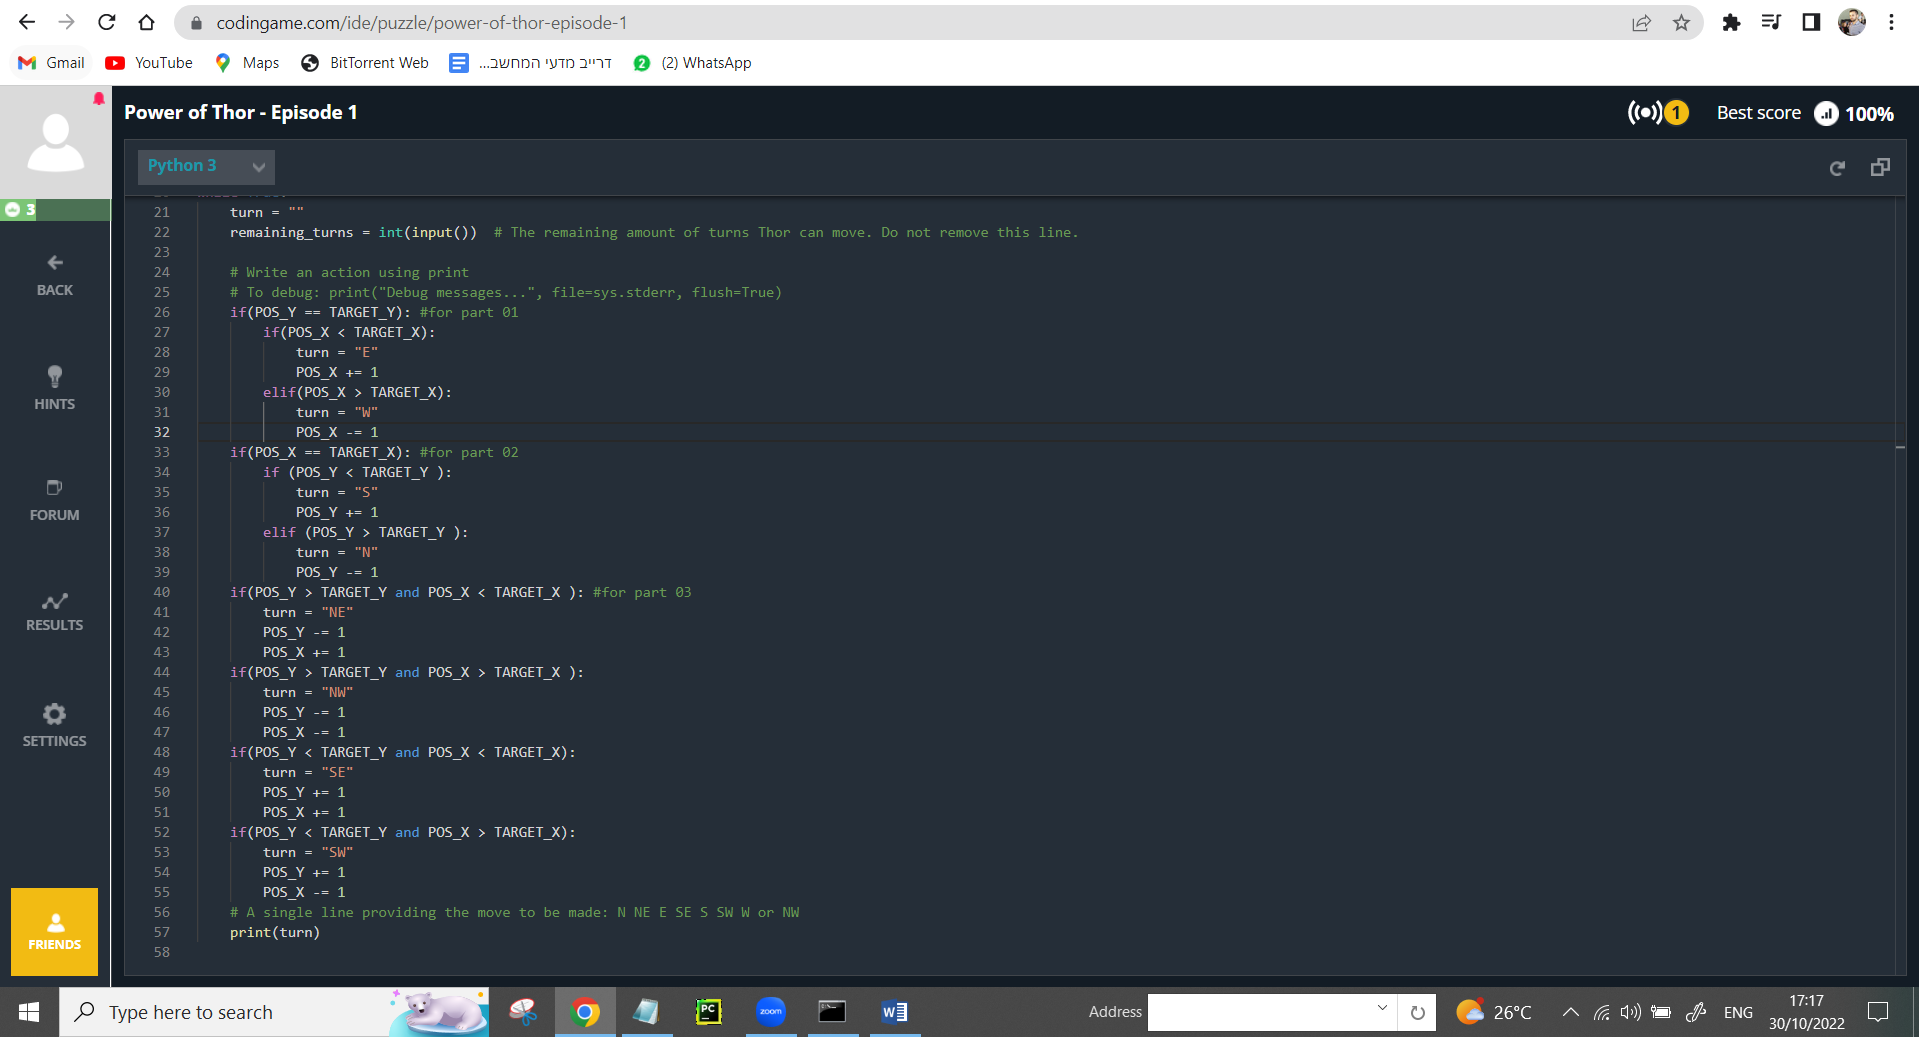 codingame.com/ide/puzzle/power-of-thor-episode-1
Gmail
YouTube
Maps
BitTorrent Web
דרייב מדעי המחשב...
(2) WhatsApp
Power of Thor - Episode 1
1
Best score
100%
Python 3
3
BACK
HINTS
FORUM
RESULTS
SETTINGS
FRIENDS
21 turn = ""
22 remaining_turns = int(input())  # The remaining amount of turns Thor can move. Do not remove this line.
23
24 # Write an action using print
25 # To debug: print("Debug messages...", file=sys.stderr, flush=True)
26 if(POS_Y == TARGET_Y): #for part 01
27 if(POS_X < TARGET_X):
28 turn = "E"
29 POS_X += 1
30 elif(POS_X > TARGET_X):
31 turn = "W"
32 POS_X -= 1
33 if(POS_X == TARGET_X): #for part 02
34 if (POS_Y < TARGET_Y ):
35 turn = "S"
36 POS_Y += 1
37 elif (POS_Y > TARGET_Y ):
38 turn = "N"
39 POS_Y -= 1
40 if(POS_Y > TARGET_Y and POS_X < TARGET_X ): #for part 03
41 turn = "NE"
42 POS_Y -= 1
43 POS_X += 1
44 if(POS_Y > TARGET_Y and POS_X > TARGET_X ):
45 turn = "NW"
46 POS_Y -= 1
47 POS_X -= 1
48 if(POS_Y < TARGET_Y and POS_X < TARGET_X):
49 turn = "SE"
50 POS_Y += 1
51 POS_X += 1
52 if(POS_Y < TARGET_Y and POS_X > TARGET_X):
53 turn = "SW"
54 POS_Y += 1
55 POS_X -= 1
56 # A single line providing the move to be made: N NE E SE S SW W or NW
57 print(turn)
58
Type here to search
PC
zoom
W
Address
26°C
ENG
17:17
30/10/2022